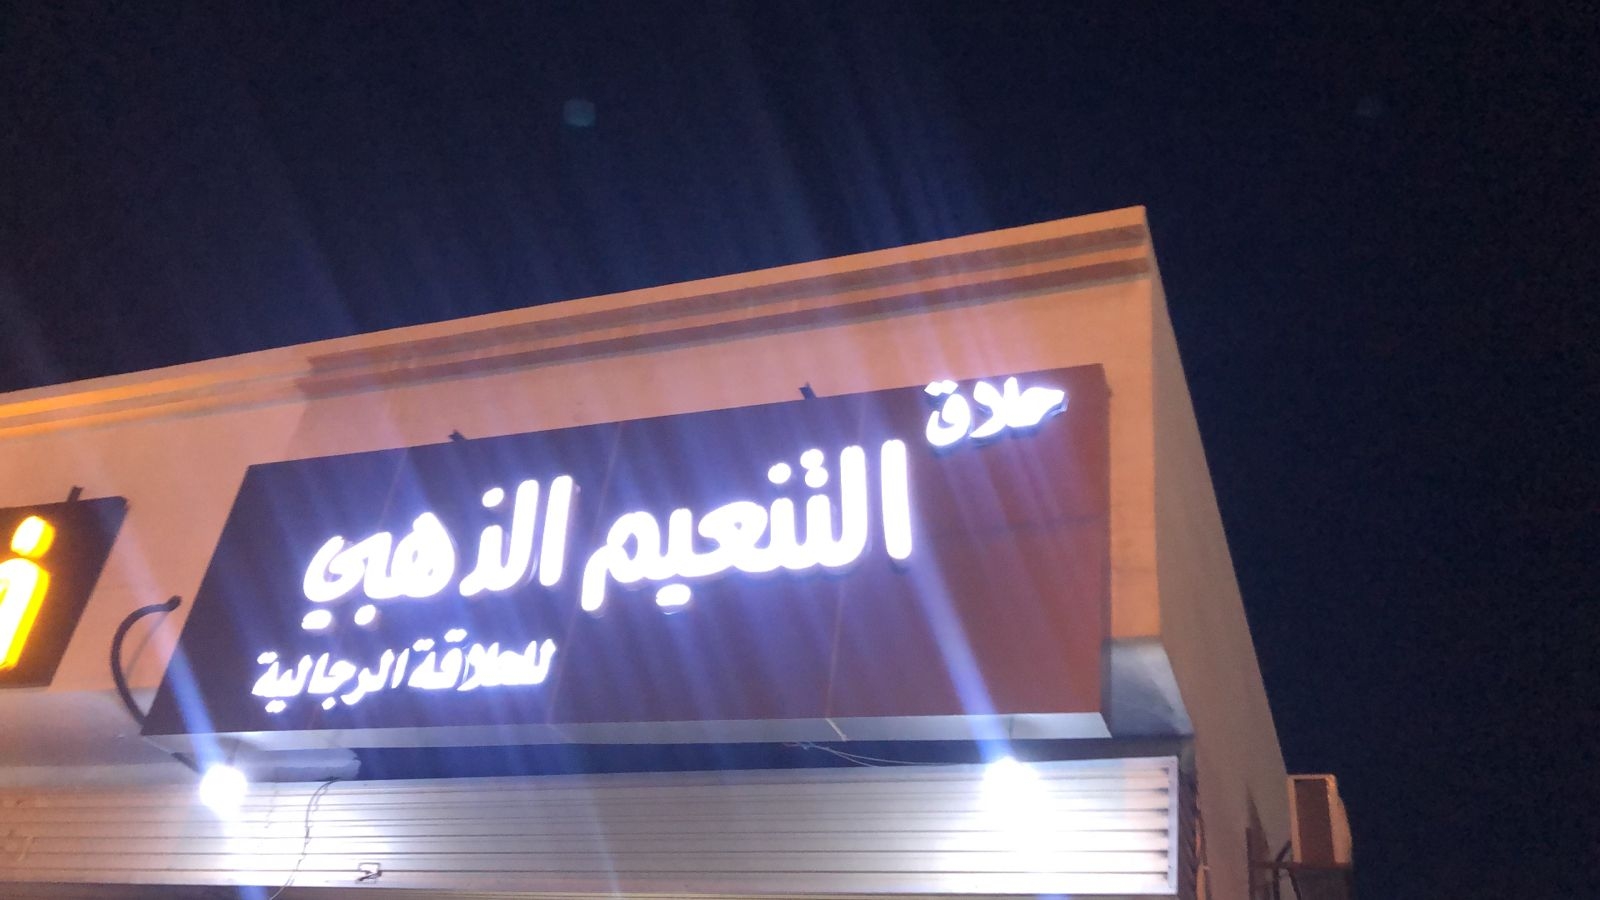 حلاق
التنعيم الذهبي
للحلاقة الرجالية